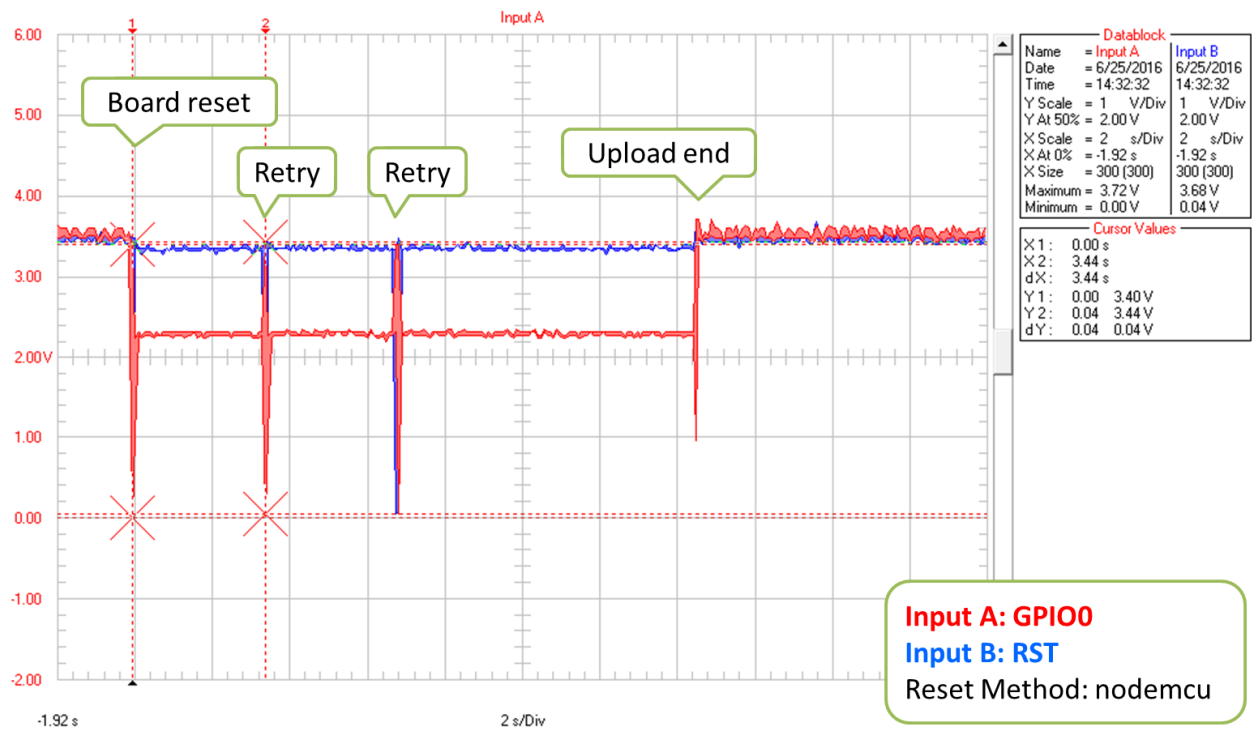 Input A
1 2
6.00
5.00
4.00
3.00
2.00V
1.00
0.00
-1.00
-2.00
Board reset
Retry
Retry
Upload end
-1.92 s
2 s/Div
Datablock
Name = Input A Input B
Date = 6/25/2016 6/25/2016
Time = 14:32:32 14:32:32
Y Scale = 1 V/Div 1 V/Div
Y At 50% = 2.00 V 2.00 V
X Scale = 2 s/Div 2 s/Div
X At 0% = -1.92 s -1.92 s
X Size = 300 (300) 300 (300)
Maximum = 3.72 V 3.68 V
Minimum = 0.00 V 0.04 V
Cursor Values
X1: 0.00 s
X2: 3.44 s
dX: 3.44 s
Y1: 0.00 3.40 V
Y2: 0.04 3.44 V
dY: 0.04 0.04 V
Input A: GPIO0
Input B: RST
Reset Method: nodemcu